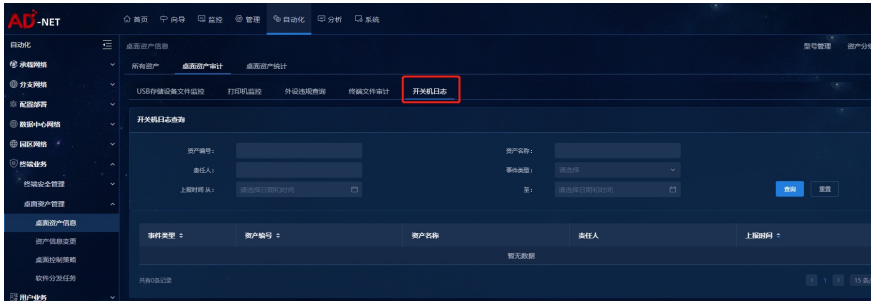 AD-NET 首页 向导 监控 管理 自动化 分析 系统
自动化 桌面资产信息 型号管理 资产分
承载网络 所有资产 桌面资产审计 桌面资产统计
分支网络 USB存储设备文件监控 打印机监控 外设违规查询 终端文件审计 开关机日志
配置部署
数据中心网络 开关机日志查询
园区网络 资产编号： 资产名称：
终端业务 责任人： 事件类型： 请选择
终端安全管理 上报时间 从： 请选择日期和时间 至： 请选择日期和时间 查询 重置
桌面资产管理
桌面资产信息 事件类型 资产编号 资产名称 责任人 上报时间
资产信息变更 暂无数据
桌面控制策略
软件分发任务 共有0条记录 1 15 条/
用户业务